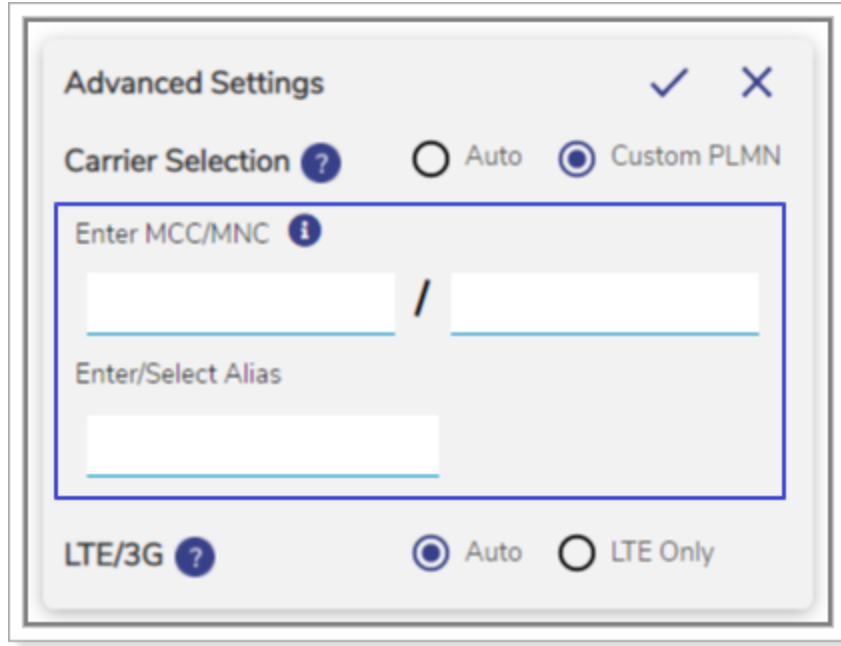 Advanced Settings
Carrier Selection ? Auto Custom PLMN
Enter MCC/MNC i
/
Enter/Select Alias
LTE/3G ? Auto LTE Only